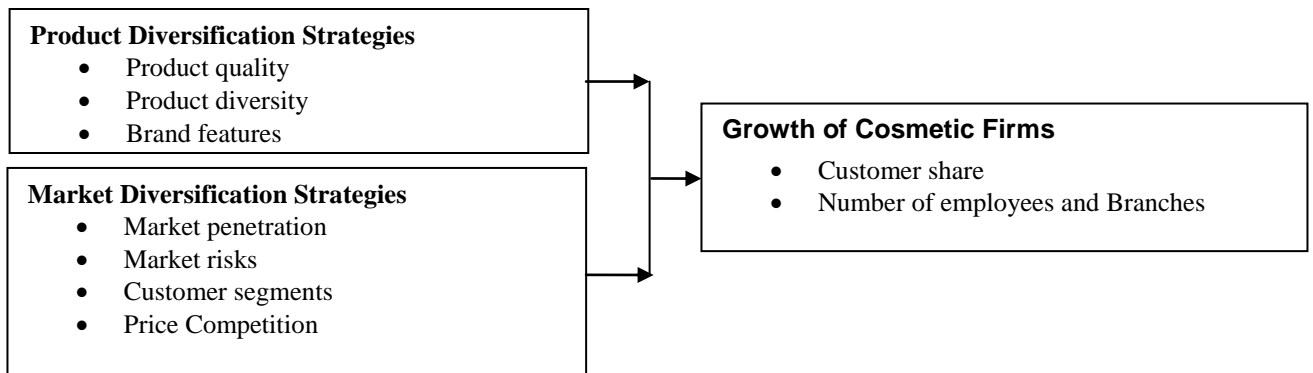 Product Diversification Strategies
• Product quality
• Product diversity
• Brand features
Market Diversification Strategies
• Market penetration
• Market risks
• Customer segments
• Price Competition
Growth of Cosmetic Firms
• Customer share
• Number of employees and Branches